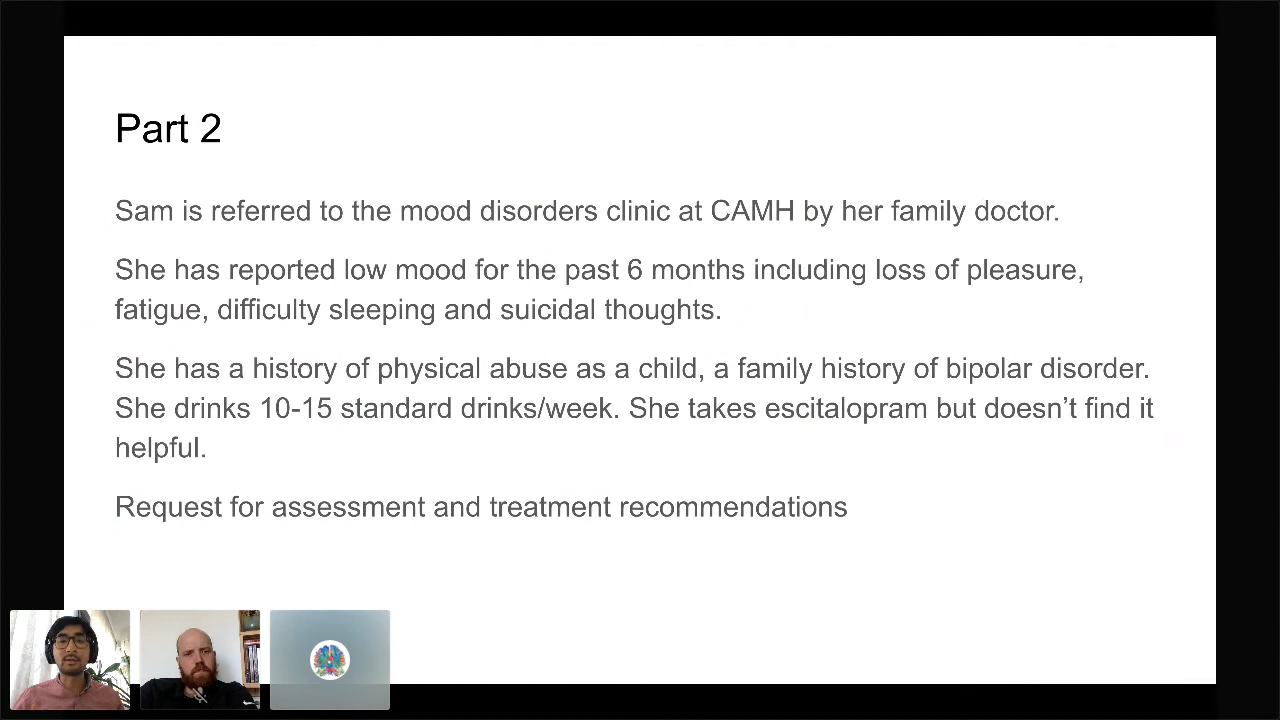 Part 2
Sam is referred to the mood disorders clinic at CAMH by her family doctor.
She has reported low mood for the past 6 months including loss of pleasure,
fatigue, difficulty sleeping and suicidal thoughts.
She has a history of physical abuse as a child, a family history of bipolar disorder.
She drinks 10-15 standard drinks/week. She takes escitalopram but doesn’t find it
helpful.
Request for assessment and treatment recommendations